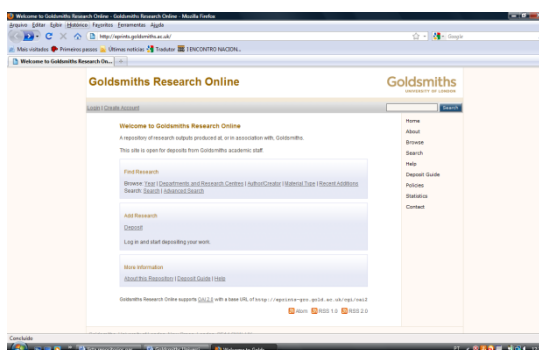 Welcome to Goldsmiths Research Online - Goldsmiths Research Online - Mozilla Firefox
Arquivo Editar Exibir Histórico Favoritos Ferramentas Ajuda
http://eprints.goldsmiths.ac.uk/
Google
Mais visitados Primeiros passos Últimas notícias Tradutor I ENCONTRO NACION...
Welcome to Goldsmiths Research On...
Goldsmiths Research Online
Goldsmiths
UNIVERSITY OF LONDON
Login | Create Account
Search
Welcome to Goldsmiths Research Online
A repository of research outputs produced at, or in association with, Goldsmiths.
This site is open for deposits from Goldsmiths academic staff.
Find Research
Browse: Year | Departments and Research Centres | Author/Creator | Material Type | Recent Additions
Search: Search | Advanced Search
Add Research
Deposit
Log in and start depositing your work.
More Information
About this Repository | Deposit Guide | Help
Goldsmiths Research Online supports OAI 2.0 with a base URL of http://eprints-gro.gold.ac.uk/cgi/oai2
Atom RSS 1.0 RSS 2.0
Home
About
Browse
Search
Help
Deposit Guide
Policies
Statistics
Contact
Concluído
PT